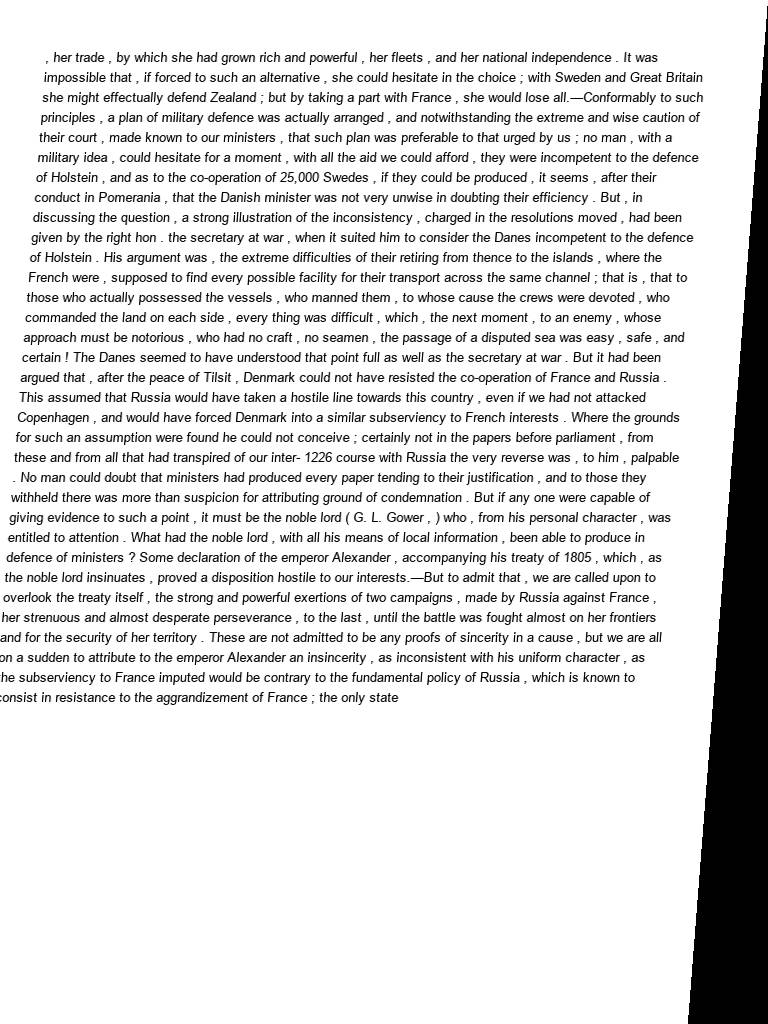 , her trade , by which she had grown rich and powerful , her fleets , and her national independence . It was
impossible that , if forced to such an alternative , she could hesitate in the choice ; with Sweden and Great Britain
she might effectually defend Zealand ; but by taking a part with France , she would lose all.—Conformably to such
principles , a plan of military defence was actually arranged , and notwithstanding the extreme and wise caution of
their court , made known to our ministers , that such plan was preferable to that urged by us ; no man , with a
military idea , could hesitate for a moment , with all the aid we could afford , they were incompetent to the defence
of Holstein , and as to the co-operation of 25,000 Swedes , if they could be produced , it seems , after their
conduct in Pomerania , that the Danish minister was not very unwise in doubting their efficiency . But , in
discussing the question , a strong illustration of the inconsistency , charged in the resolutions moved , had been
given by the right hon . the secretary at war , when it suited him to consider the Danes incompetent to the defence
of Holstein . His argument was , the extreme difficulties of their retiring from thence to the islands , where the
French were , supposed to find every possible facility for their transport across the same channel ; that is , that to
those who actually possessed the vessels , who manned them , to whose cause the crews were devoted , who
commanded the land on each side , every thing was difficult , which , the next moment , to an enemy , whose
approach must be notorious , who had no craft , no seamen , the passage of a disputed sea was easy , safe , and
certain ! The Danes seemed to have understood that point full as well as the secretary at war . But it had been
argued that , after the peace of Tilsit , Denmark could not have resisted the co-operation of France and Russia .
This assumed that Russia would have taken a hostile line towards this country , even if we had not attacked
Copenhagen , and would have forced Denmark into a similar subserviency to French interests . Where the grounds
for such an assumption were found he could not conceive ; certainly not in the papers before parliament , from
these and from all that had transpired of our inter- 1226 course with Russia the very reverse was , to him , palpable
. No man could doubt that ministers had produced every paper tending to their justification , and to those they
withheld there was more than suspicion for attributing ground of condemnation . But if any one were capable of
giving evidence to such a point , it must be the noble lord ( G. L. Gower , ) who , from his personal character , was
entitled to attention . What had the noble lord , with all his means of local information , been able to produce in
defence of ministers ? Some declaration of the emperor Alexander , accompanying his treaty of 1805 , which , as
the noble lord insinuates , proved a disposition hostile to our interests.—But to admit that , we are called upon to
overlook the treaty itself , the strong and powerful exertions of two campaigns , made by Russia against France ,
her strenuous and almost desperate perseverance , to the last , until the battle was fought almost on her frontiers
and for the security of her territory . These are not admitted to be any proofs of sincerity in a cause , but we are all
on a sudden to attribute to the emperor Alexander an insincerity , as inconsistent with his uniform character , as
the subserviency to France imputed would be contrary to the fundamental policy of Russia , which is known to
consist in resistance to the aggrandizement of France ; the only state